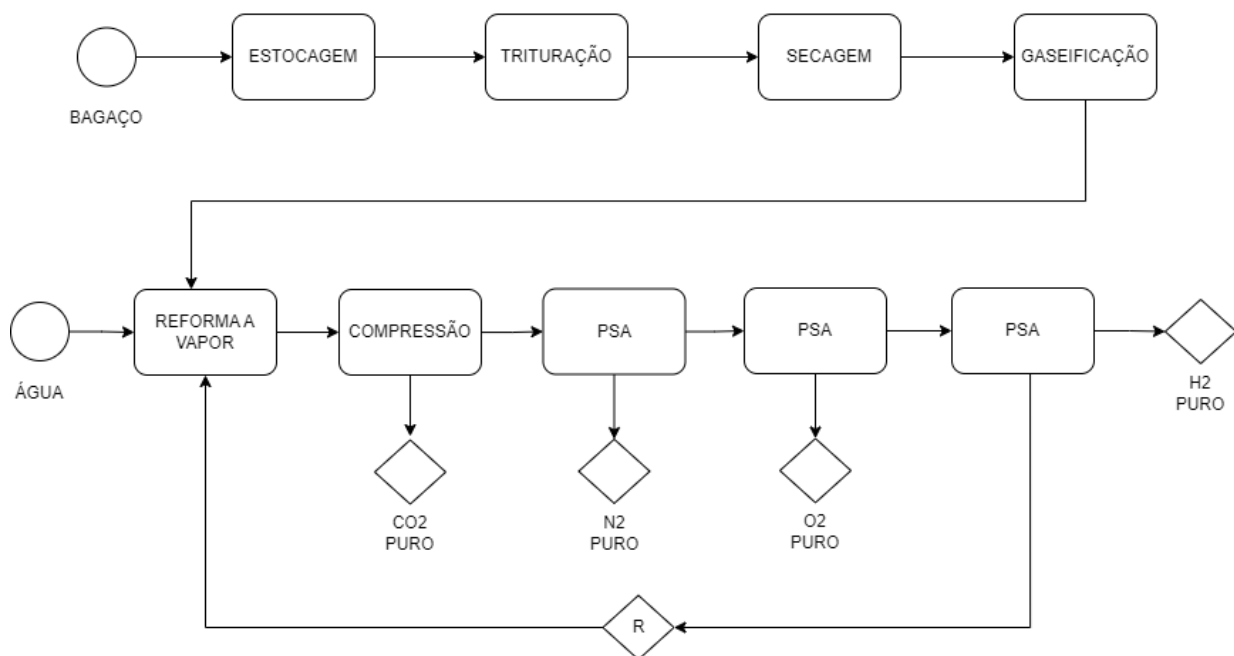 ESTOCAGEM
TRITURAÇÃO
SECAGEM
GASEIFICAÇÃO
BAGAÇO
REFORMA A
VAPOR
COMPRESSÃO
PSA
PSA
PSA
ÁGUA
H2
PURO
CO2
PURO
N2
PURO
O2
PURO
R